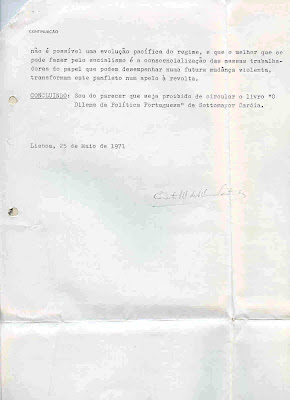 CONTINUAÇÃO
não é possível uma evolução pacífica do regime, e que o melhor que se
pode fazer pelo socialismo é a consciencialização das massas trabalha-
doras do papel que podem desempenhar numa futura mudança violenta,
transformam este panfleto num apelo à revolta.
CONCLUINDO: Sou de parecer que seja proibido de circular o livro "O
Dilema da Política Portuguesa" de Sottomayor Cardia.
Lisboa, 25 de Maio de 1971